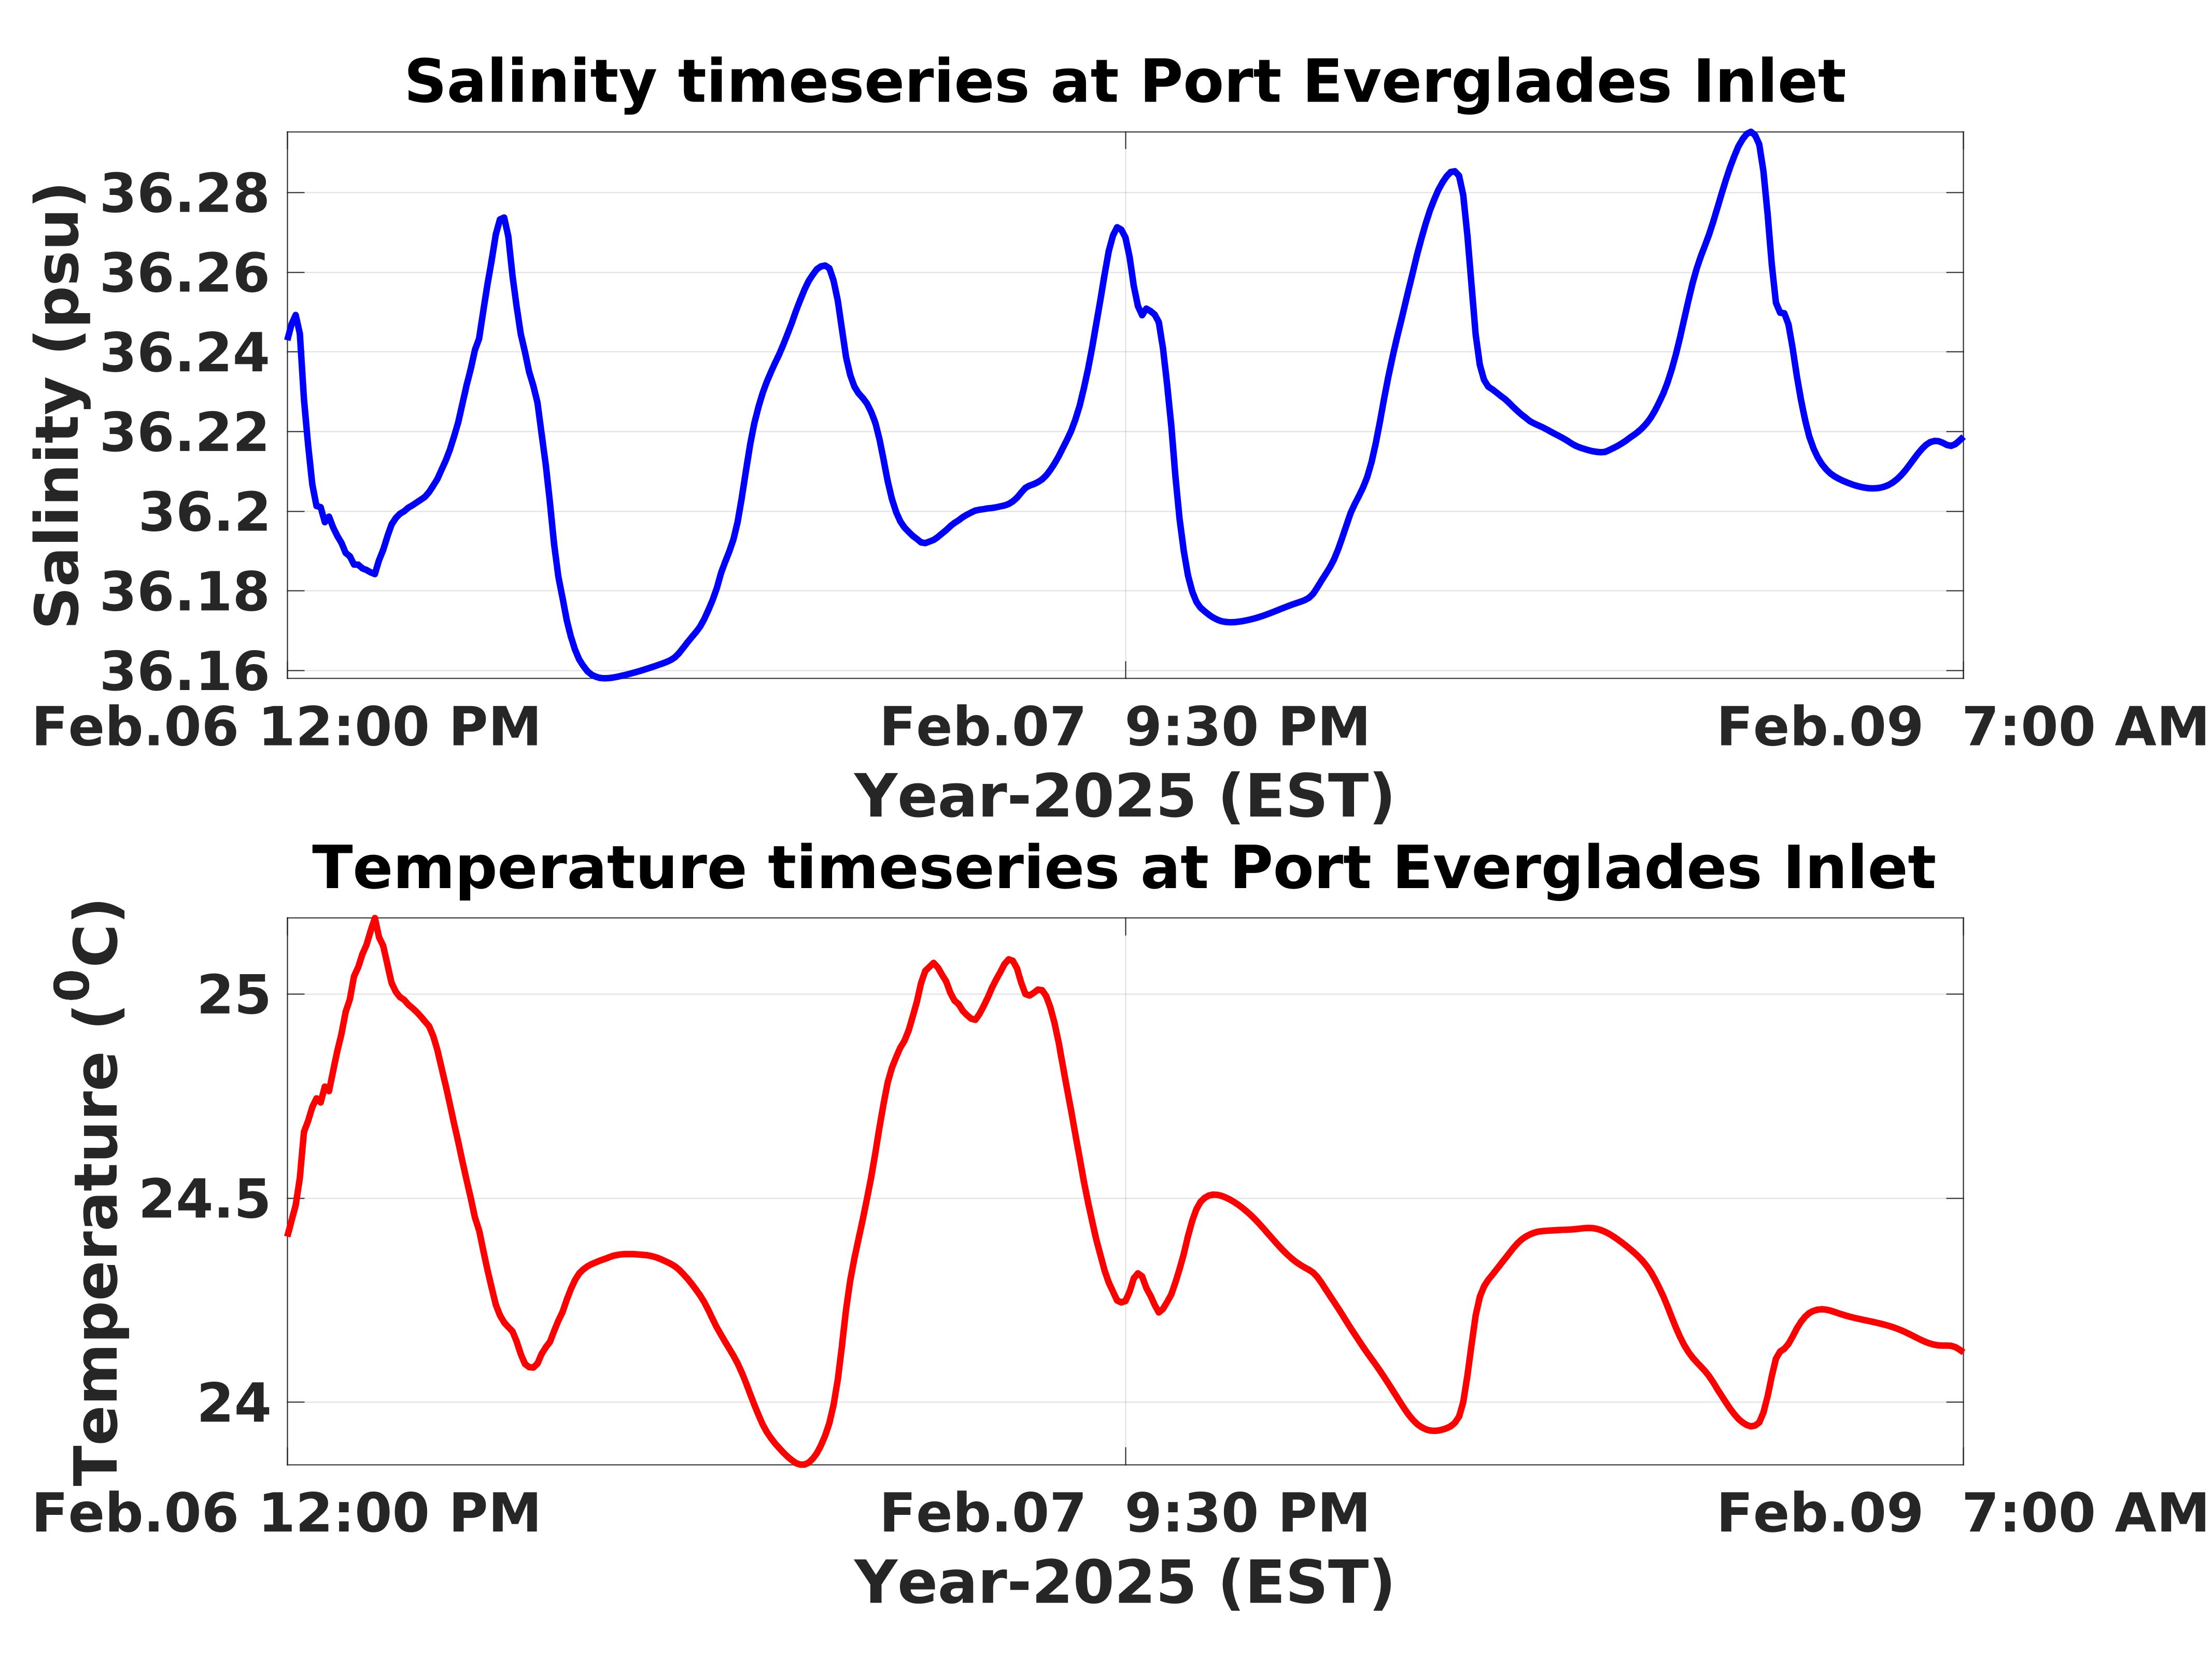 Salinity timeseries at Port Everglades Inlet
Salinity (psu)
36.28
36.26
36.24
36.22
36.2
36.18
36.16
Feb.06 12:00 PM
Feb.07  9:30 PM
Feb.09  7:00 AM
Year-2025 (EST)
Temperature timeseries at Port Everglades Inlet
Temperature (⁰C)
25
24.5
24
Feb.06 12:00 PM
Feb.07  9:30 PM
Feb.09  7:00 AM
Year-2025 (EST)